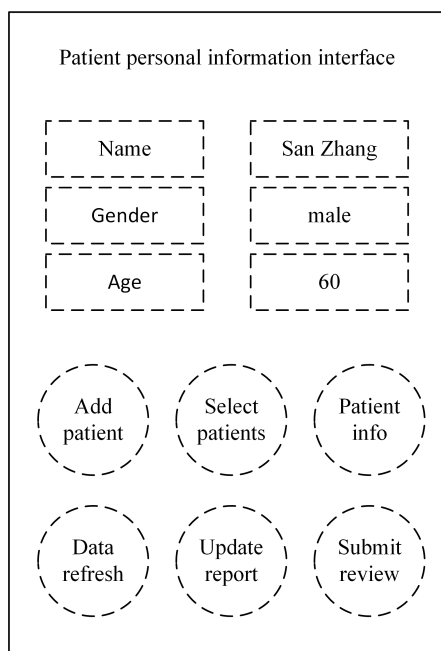 Patient personal information interface
Name San Zhang
Gender male
Age 60
Add Select Patient
patient patients info
Data Update Submit
refresh report review